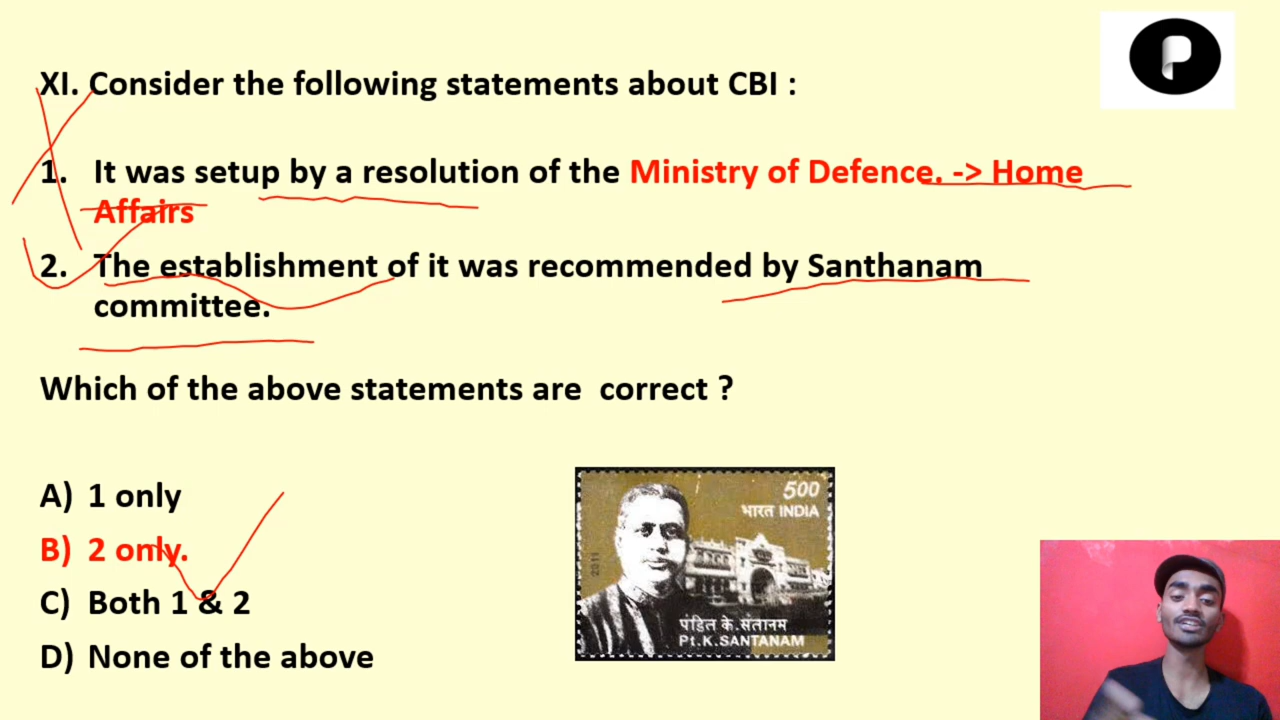 P
XI. Consider the following statements about CBI :
1. It was setup by a resolution of the Ministry of Defence. -> Home
Affairs
2. The establishment of it was recommended by Santhanam
committee.
Which of the above statements are correct ?
A) 1 only
B) 2 only.
C) Both 1 & 2
D) None of the above
500
भारत INDIA
2011
पंडित के.संतानम
Pt.K.SANTANAM